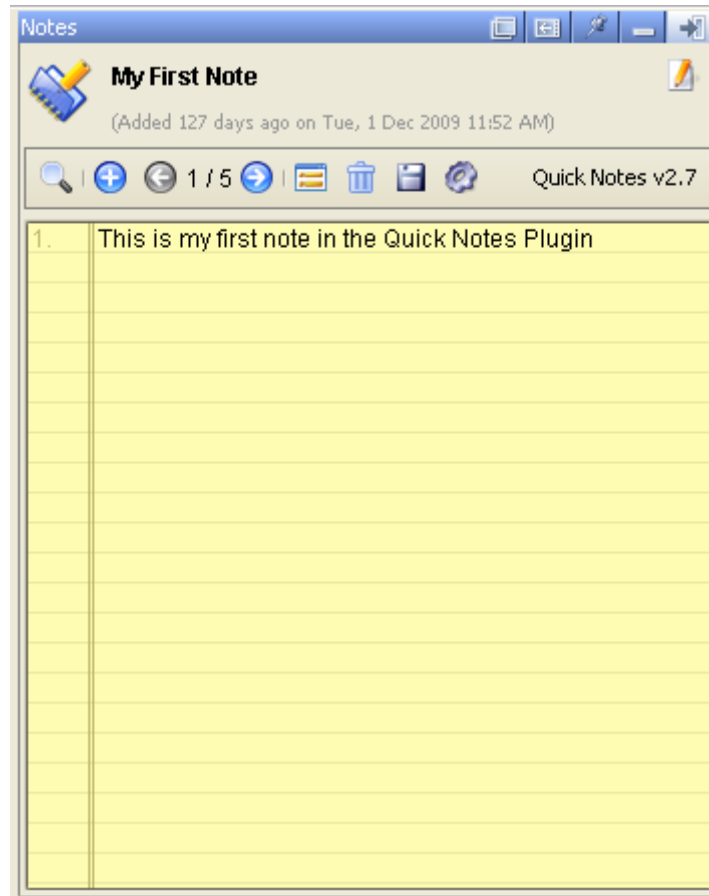 Notes
My First Note
(Added 127 days ago on Tue, 1 Dec 2009 11:52 AM)
1 / 5 Quick Notes v2.7
1. This is my first note in the Quick Notes Plugin